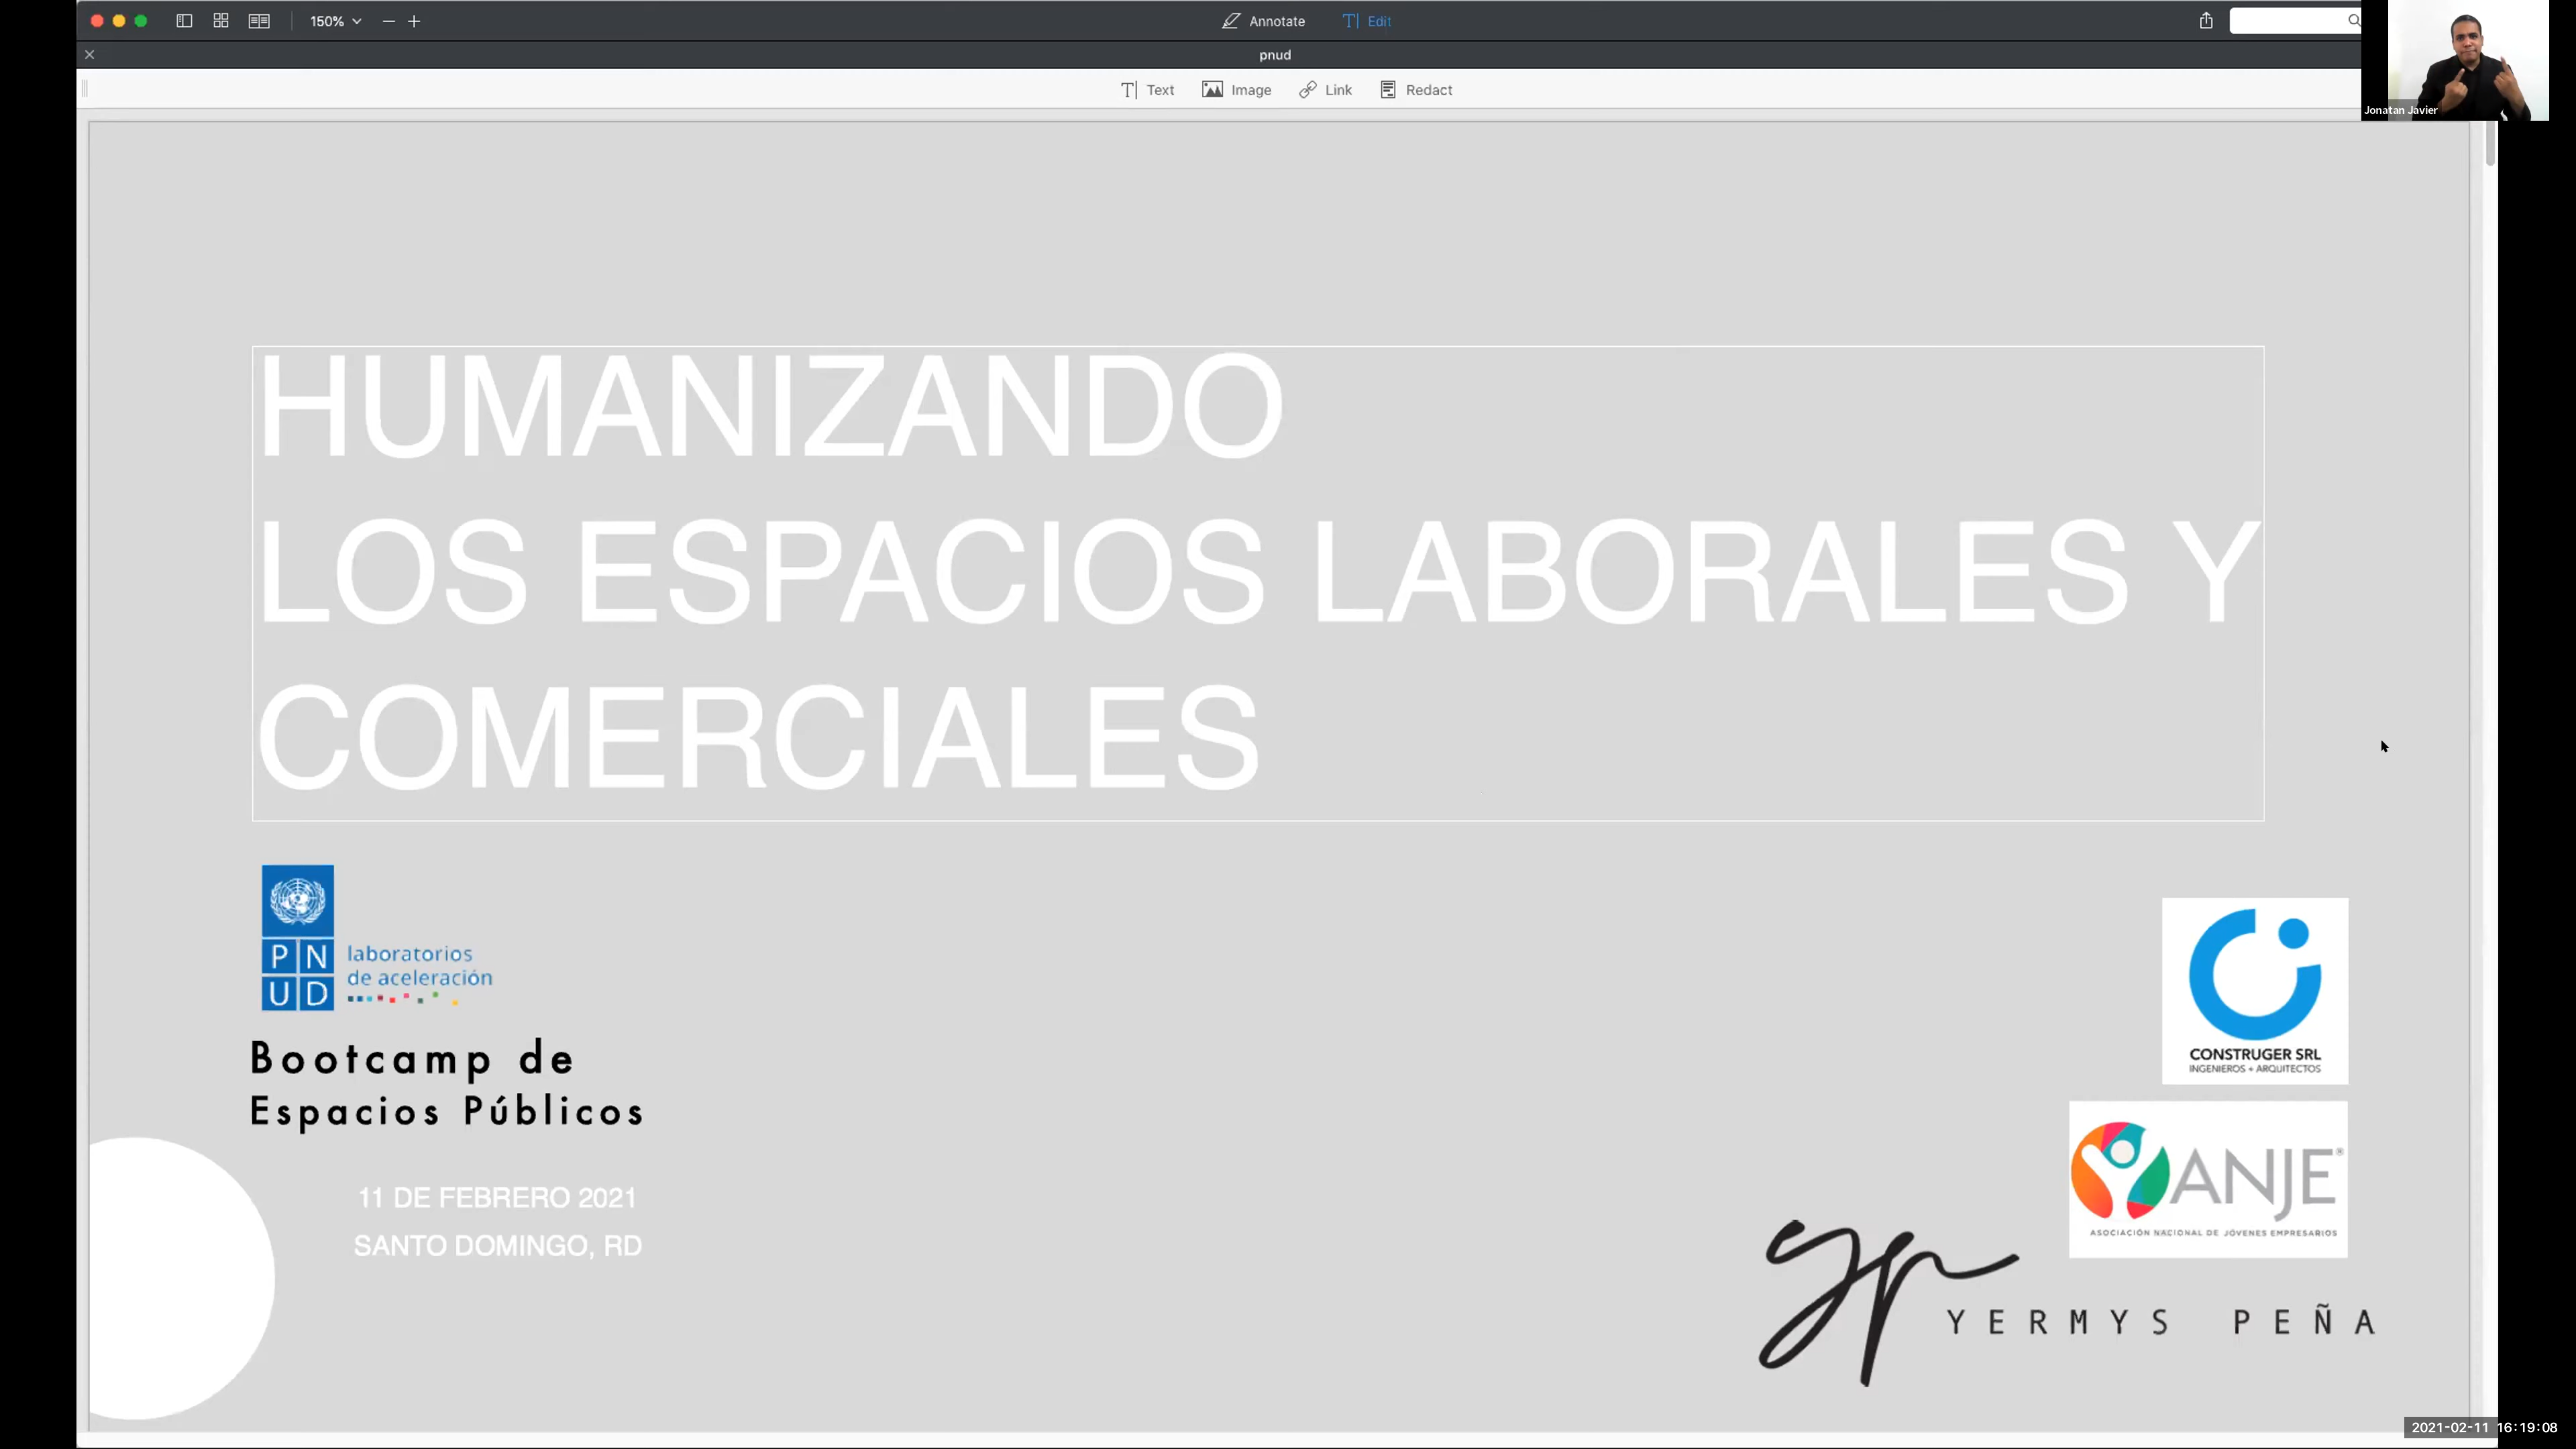 150%
Annotate
Edit
pnud
Text
Image
Link
Redact
Jonatan Javier
HUMANIZANDO
LOS ESPACIOS LABORALES Y
COMERCIALES
PN
UD
laboratorios
de aceleración
Bootcamp de
Espacios Públicos
11 DE FEBRERO 2021
SANTO DOMINGO, RD
CONSTRUGER SRL
INGENIEROS + ARQUITECTOS
ANJE®
ASOCIACIÓN NACIONAL DE JÓVENES EMPRESARIOS
yp
YERMYS PEÑA
2021-02-11 16:19:08